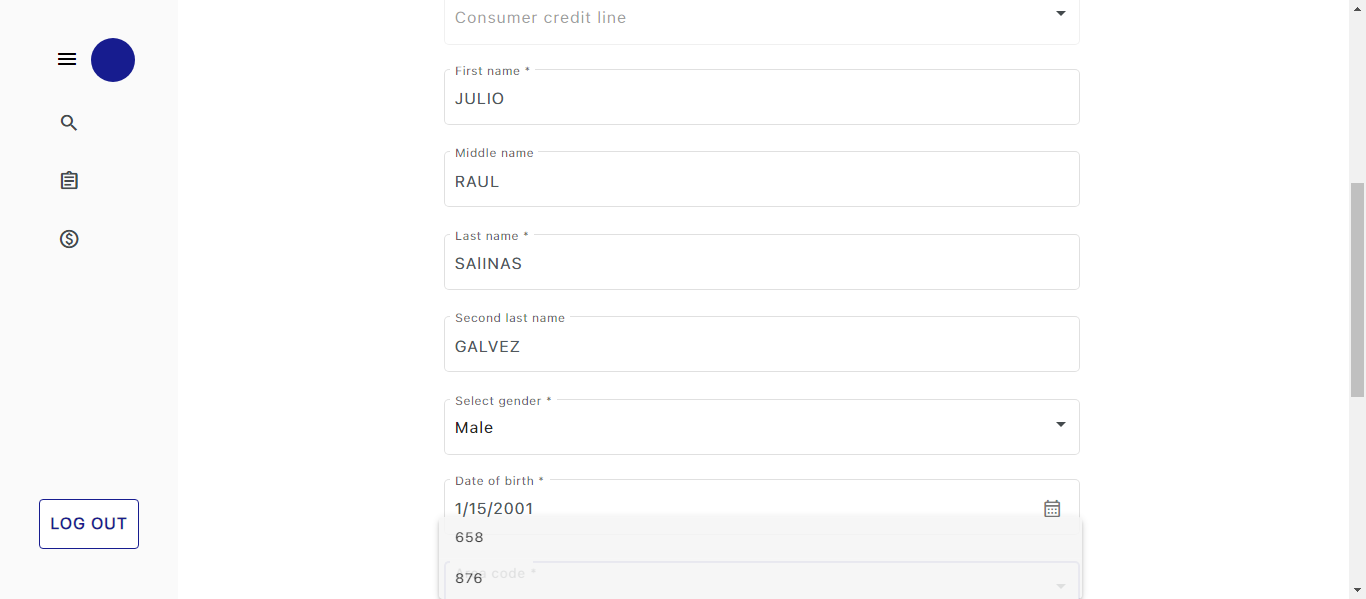 Consumer credit line
First name *
JULIO
Middle name
RAUL
Last name *
SAlINAS
Second last name
GALVEZ
Select gender *
Male
Date of birth *
1/15/2001
658
Area code *
876
LOG OUT